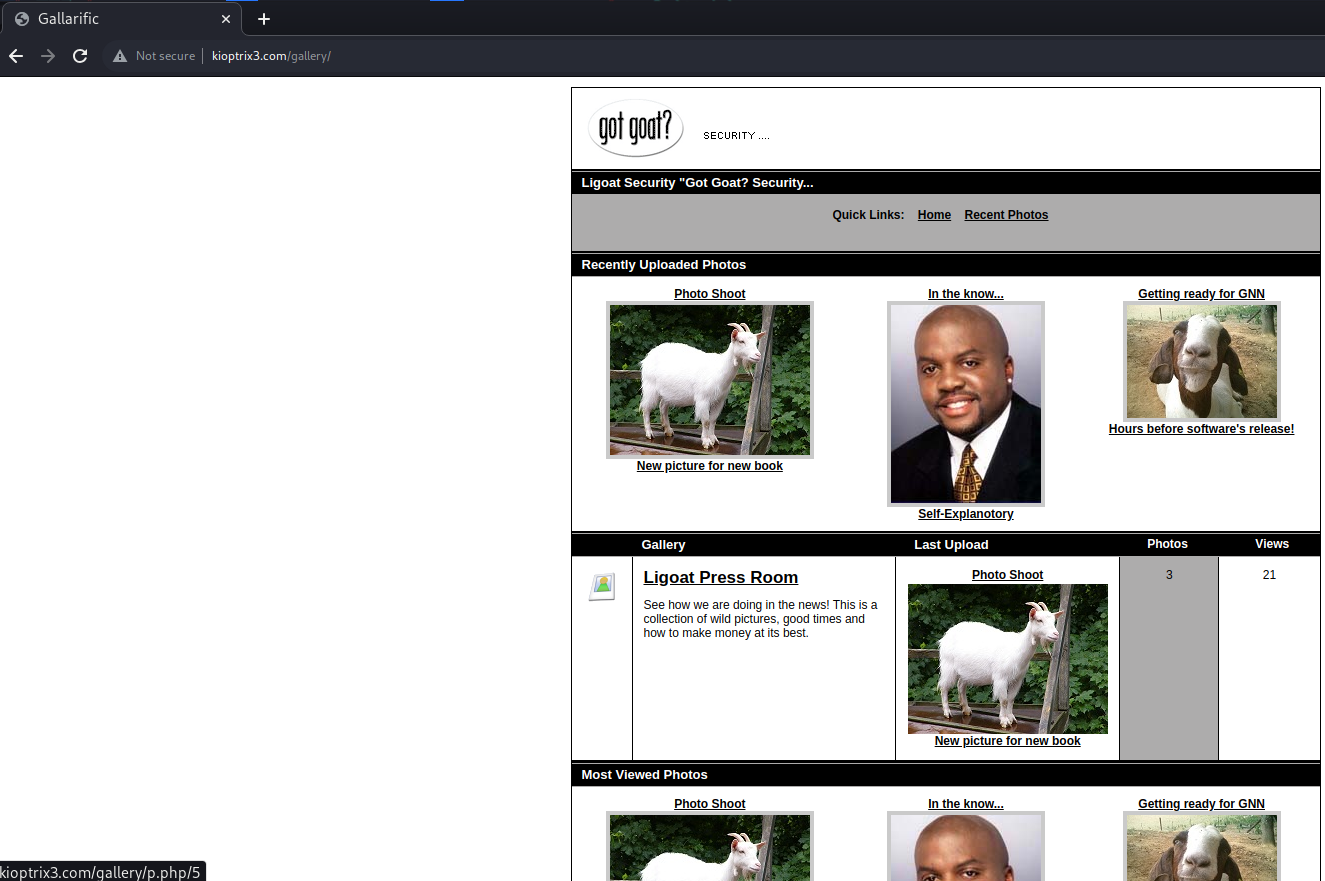 Gallarific
Not secure kioptrix3.com/gallery/
got goat? SECURITY ....
Ligoat Security "Got Goat? Security...
Quick Links: Home Recent Photos
Recently Uploaded Photos
Photo Shoot In the know... Getting ready for GNN
Hours before software's release!
New picture for new book
Self-Explanotory
Gallery Last Upload Photos Views
Ligoat Press Room Photo Shoot 3 21
See how we are doing in the news! This is a
collection of wild pictures, good times and
how to make money at its best.
New picture for new book
Most Viewed Photos
Photo Shoot In the know... Getting ready for GNN
kioptrix3.com/gallery/p.php/5